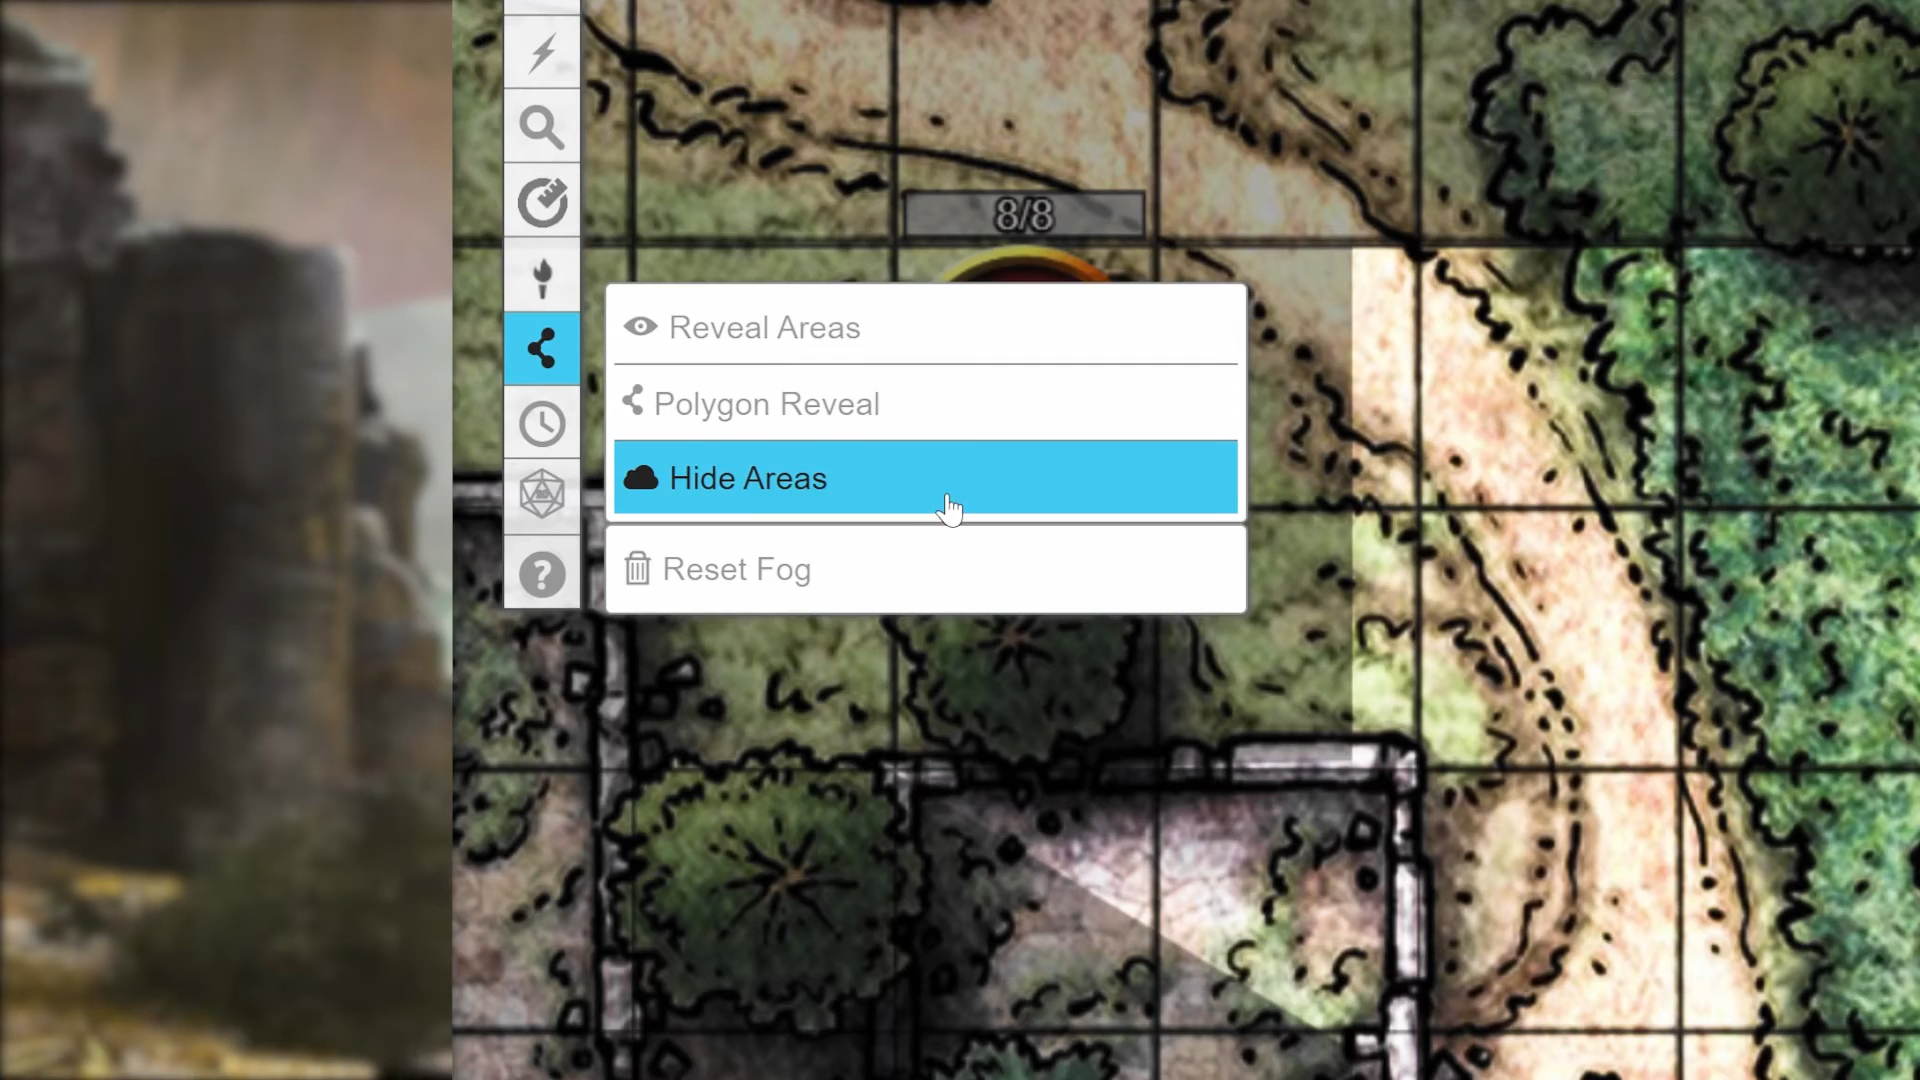 8/8
Reveal Areas
Polygon Reveal
Hide Areas
Reset Fog
?